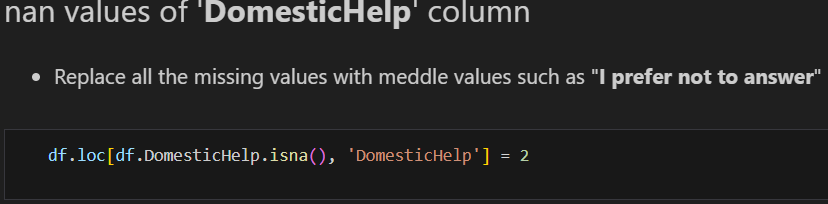 nan values of 'DomesticHelp' column
Replace all the missing values with meddle values such as "I prefer not to answer"
df.loc[df.DomesticHelp.isna(), 'DomesticHelp'] = 2